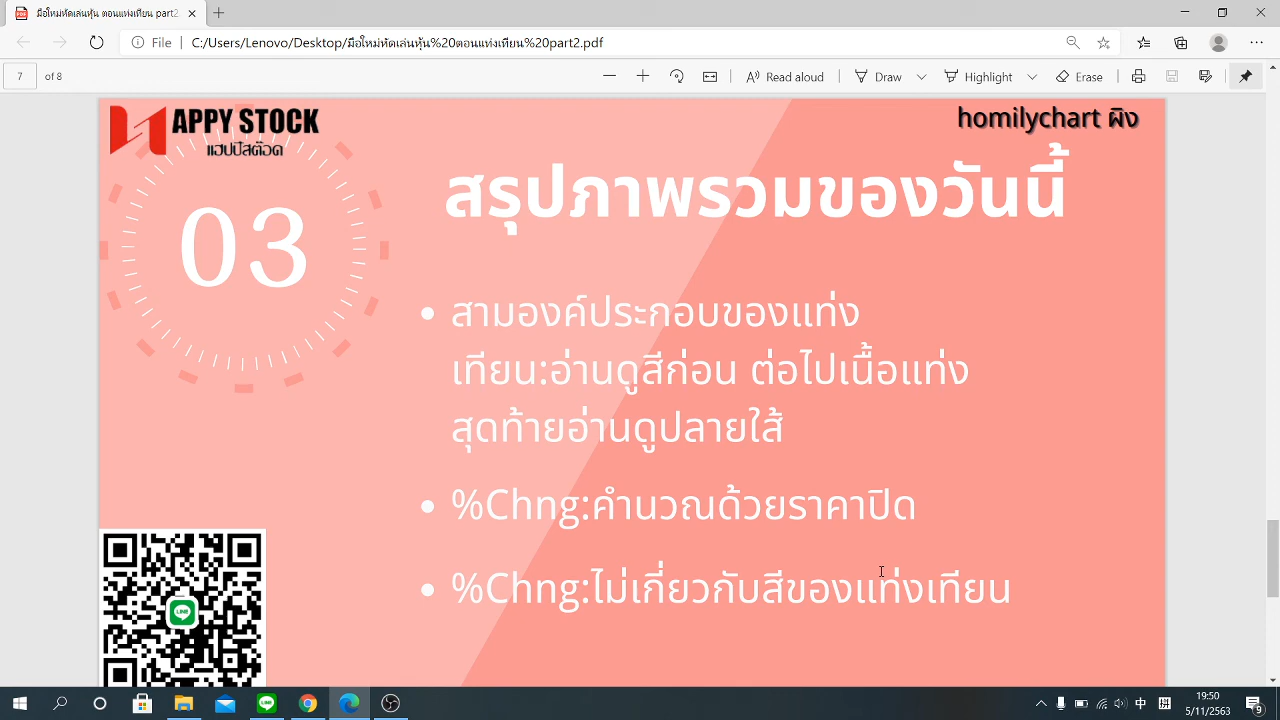 มือใหม่หัดเล่นหุ้น ตอนแท่งเทียน part2
File
C:/Users/Lenovo/Desktop/มือใหม่หัดเล่นหุ้น%20ตอนแท่งเทียน%20part2.pdf
7 of 8
Read aloud
Draw
Highlight
Erase
APPY STOCK
แฮปปี้สต๊อค
homilychart ผิง
03
สรุปภาพรวมของวันนี้
• สามองค์ประกอบของแท่ง
เทียน:อ่านดูสีก่อน ต่อไปเนื้อแท่ง
สุดท้ายอ่านดูปลายใส้
• %Chng:คำนวณด้วยราคาปิด
• %Chng:ไม่เกี่ยวกับสีของแท่งเทียน
LINE
中
拼
19:50
5/11/2563